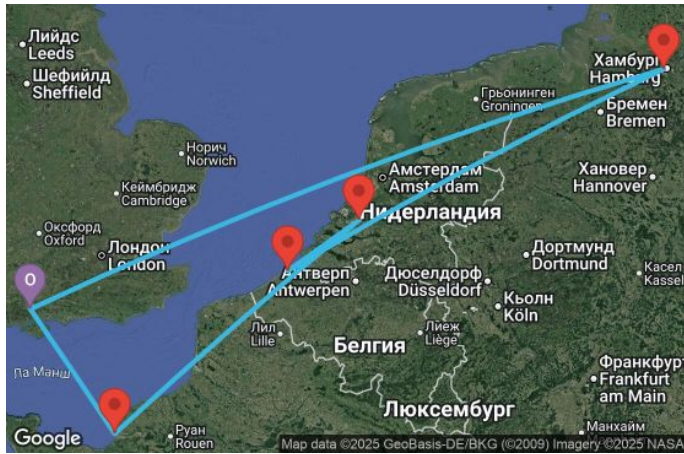 Лийдс
Leeds
Шефийлд
Sheffield
Хамбург
Hamburg
Грьонинген
Groningen
Бремен
Bremen
Норич
Norwich
Амстердам
Amsterdam
Хановер
Hannover
Кеймбридж
Cambridge
Нидерландия
Оксфорд
Oxford
Лондон
London
Дортмунд
Dortmund
O
Антверп
Antwerpen
Дюселдорф
Düsseldorf
Касел
Kassel
Кьолн
Köln
Лил
Lille
Лиеж
Liège
Белгия
Ла Манш
Франкфурт
Frankfurt
am Main
Люксембург
Руан
Rouen
Манхайм
Google
Map data ©2025 GeoBasis-DE/BKG (©2009) Imagery ©2025 NASA